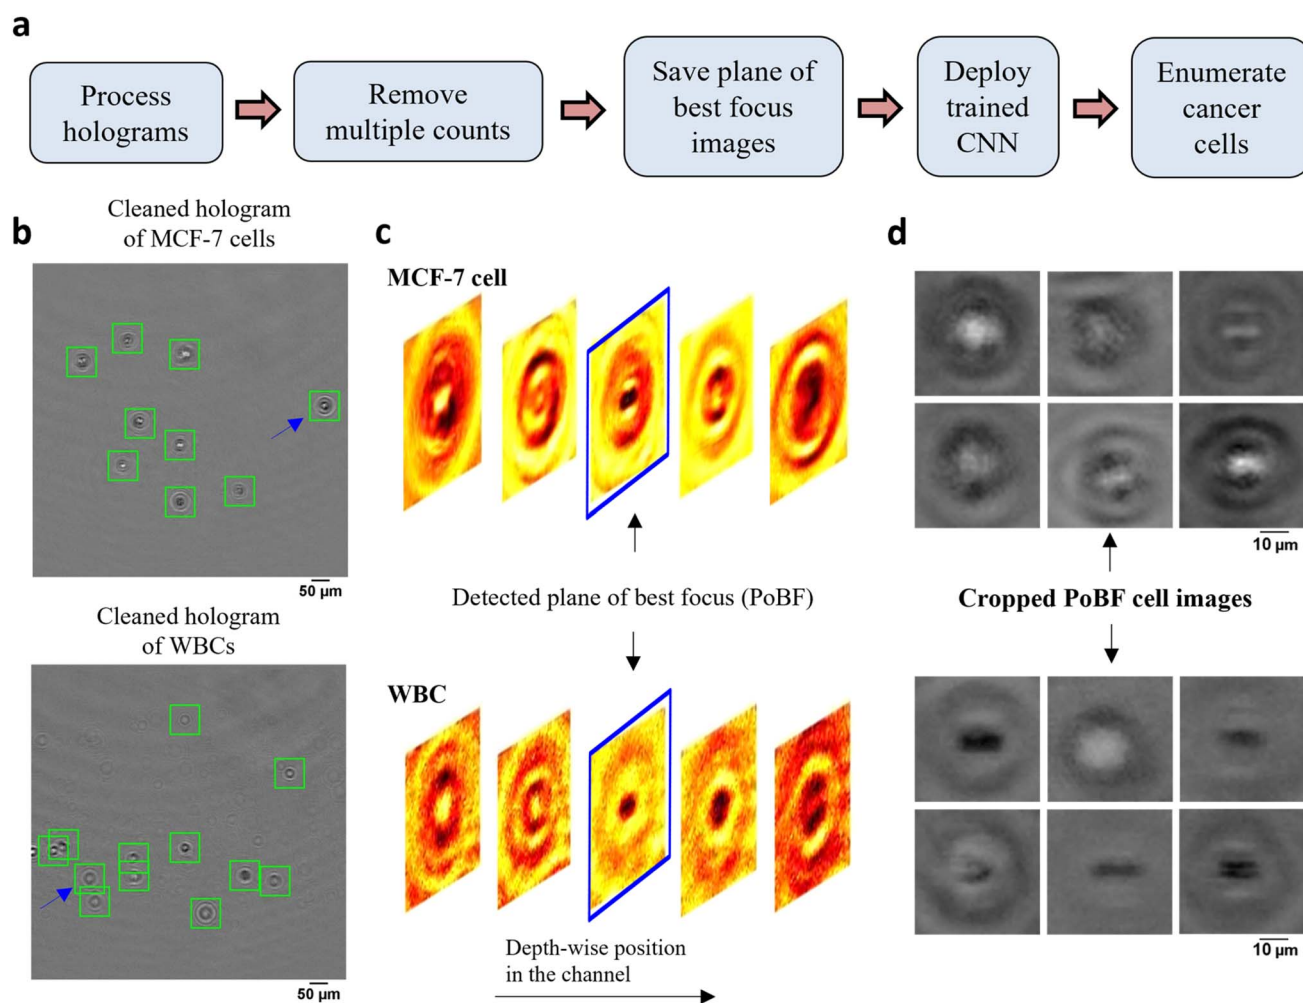 a
Process
holograms
Remove
multiple counts
Save plane of
best focus
images
Deploy
trained
CNN
Enumerate
cancer
cells
b
Cleaned hologram
of MCF-7 cells
50 µm
Cleaned hologram
of WBCs
50 µm
c
MCF-7 cell
Detected plane of best focus (PoBF)
WBC
Depth-wise position
in the channel
d
10 µm
Cropped PoBF cell images
10 µm